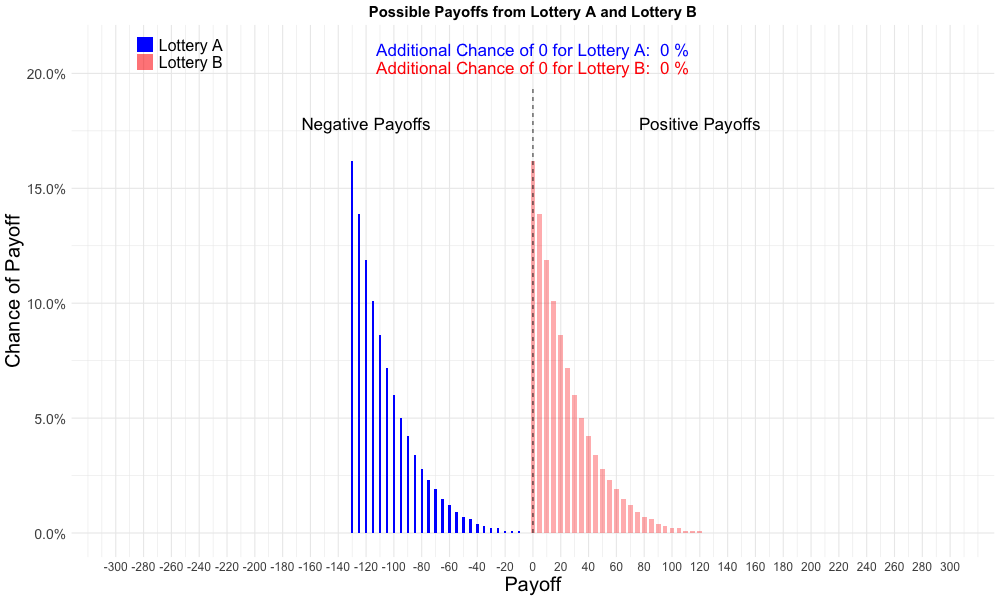 Possible Payoffs from Lottery A and Lottery B
Lottery A
Lottery B
Additional Chance of 0 for Lottery A:  0 %
Additional Chance of 0 for Lottery B:  0 %
Negative Payoffs
Positive Payoffs
Chance of Payoff
20.0%
15.0%
10.0%
5.0%
0.0%
-300 -280 -260 -240 -220 -200 -180 -160 -140 -120 -100 -80 -60 -40 -20 0 20 40 60 80 100 120 140 160 180 200 220 240 260 280 300
Payoff